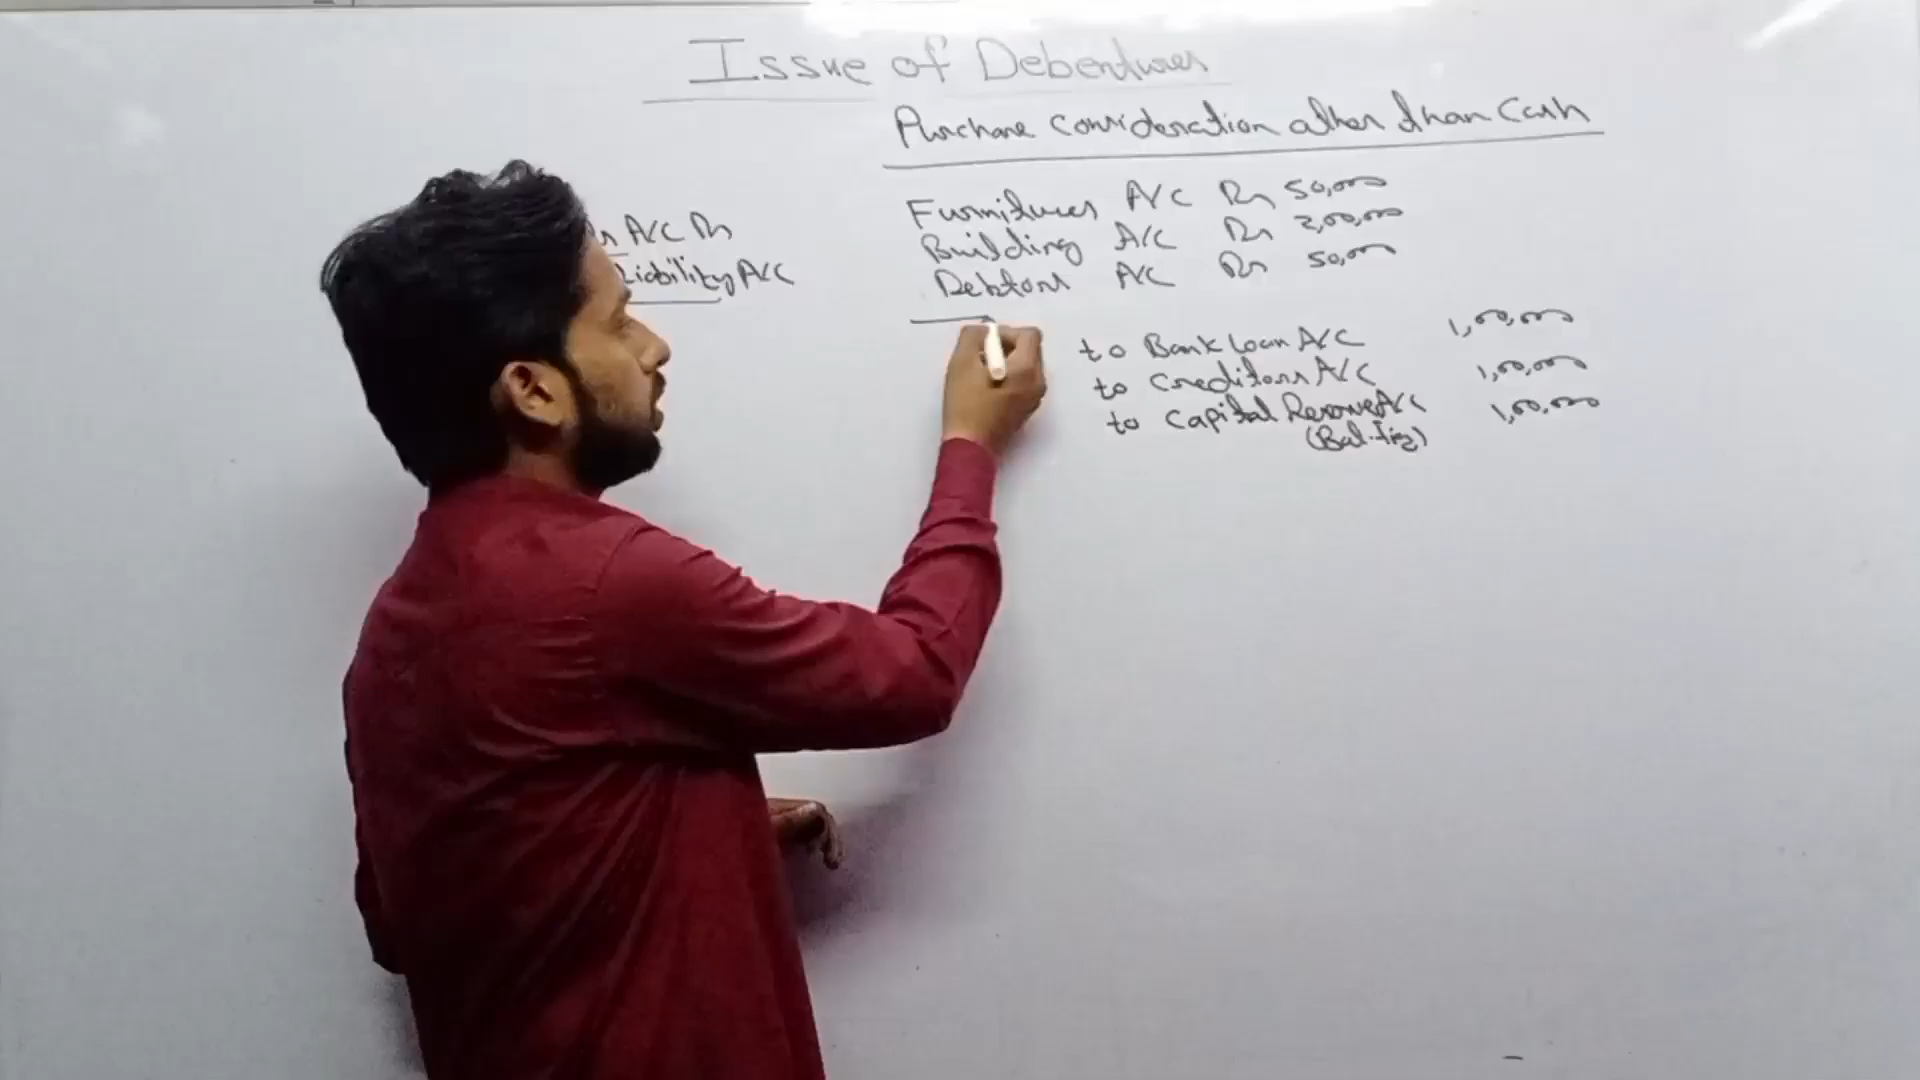 Issue of Debentures
Purchase consideration other than Cash
A/C Dr
Liability A/C
Furnitures A/C Dr 50,000
Building A/C Dr 2,00,000
Debtors A/C Dr 50,000
to Bank Loan A/C 1,00,000
to Creditors A/C 1,00,000
to Capital Reserve A/C 1,00,000
(Bal. fig)